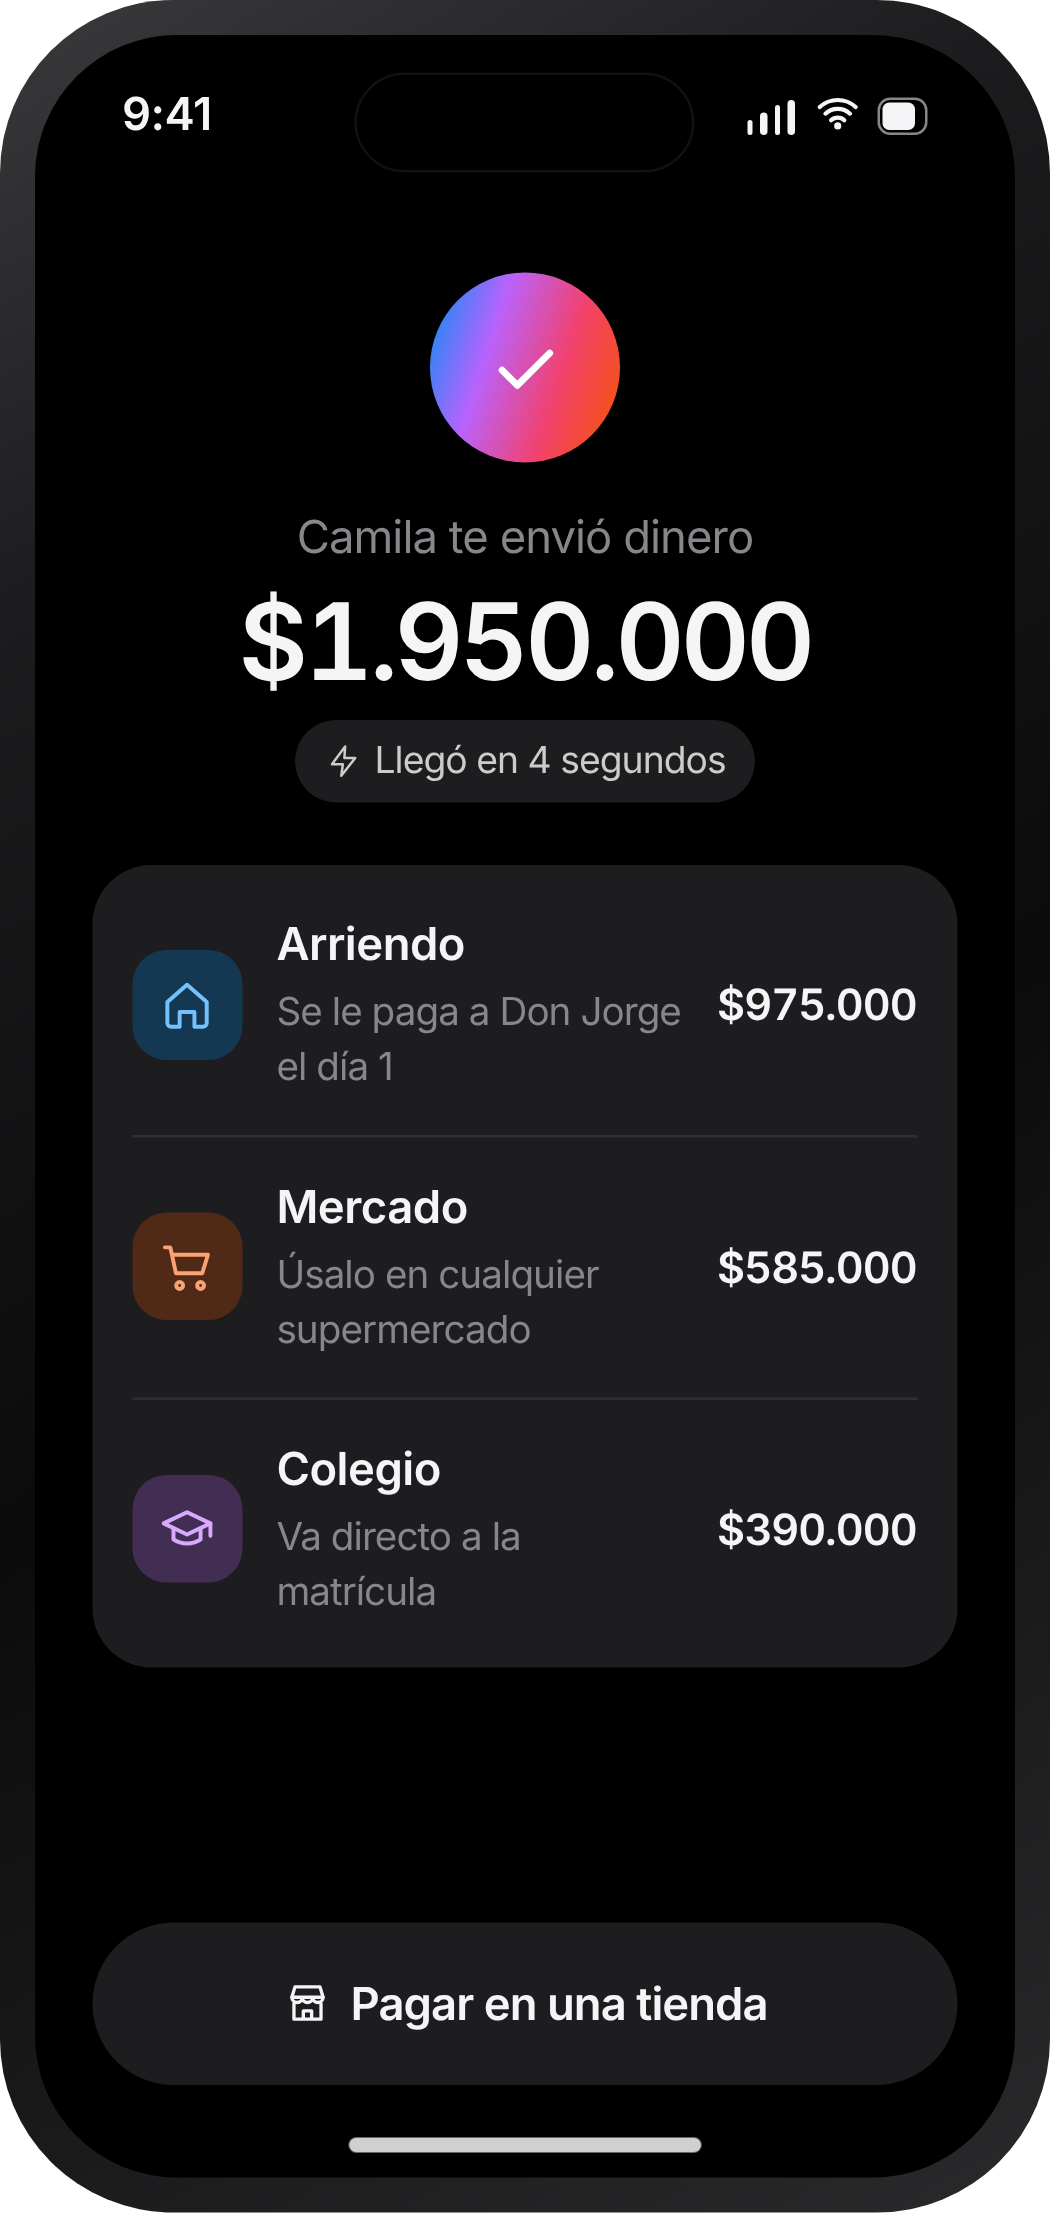 9:41
Camila te envió dinero
$1.950.000
Llegó en 4 segundos
Arriendo
Se le paga a Don Jorge
el día 1
$975.000
Mercado
Úsalo en cualquier
supermercado
$585.000
Colegio
Va directo a la
matrícula
$390.000
Pagar en una tienda